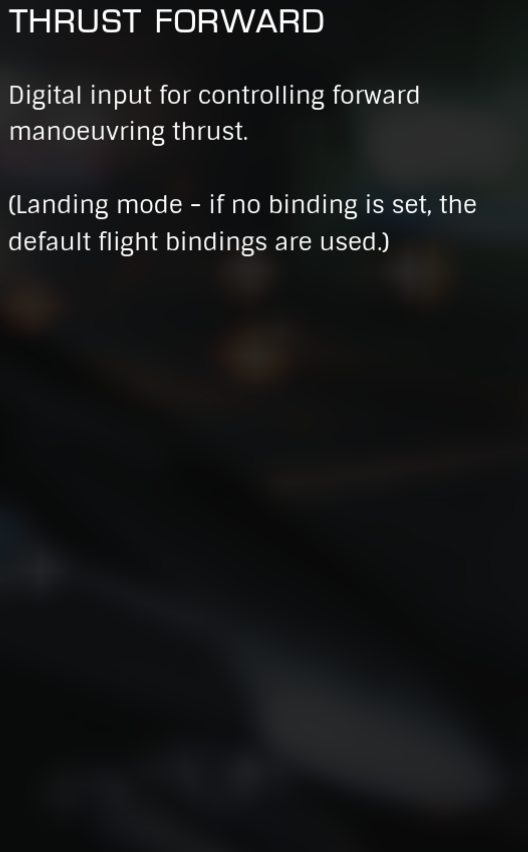 THRUST FORWARD
Digital input for controlling forward
manoeuvring thrust.
(Landing mode - if no binding is set, the
default flight bindings are used.)